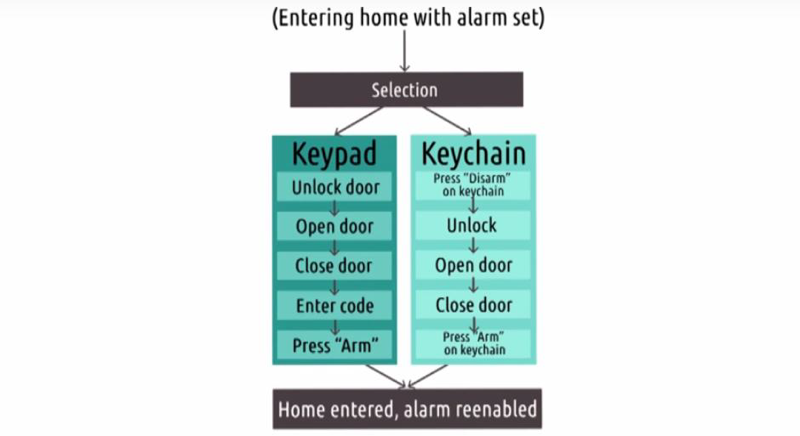 (Entering home with alarm set)
Selection
Keypad
Unlock door
Open door
Close door
Enter code
Press “Arm”
Keychain
Press “Disarm”
on keychain
Unlock
Open door
Close door
Press “Arm”
on keychain
Home entered, alarm reenabled